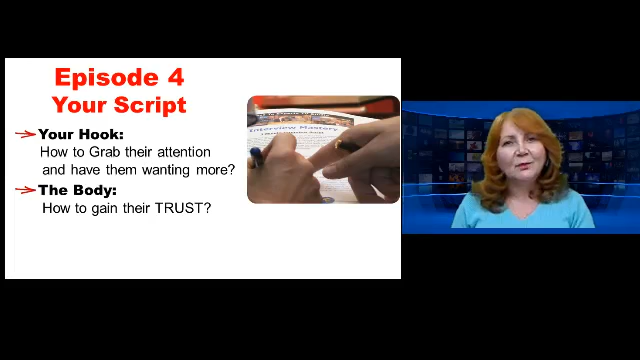 Episode 4
Your Script
Your Hook:
How to Grab their attention
and have them wanting more?
The Body:
How to gain their TRUST?
Interview Mastery